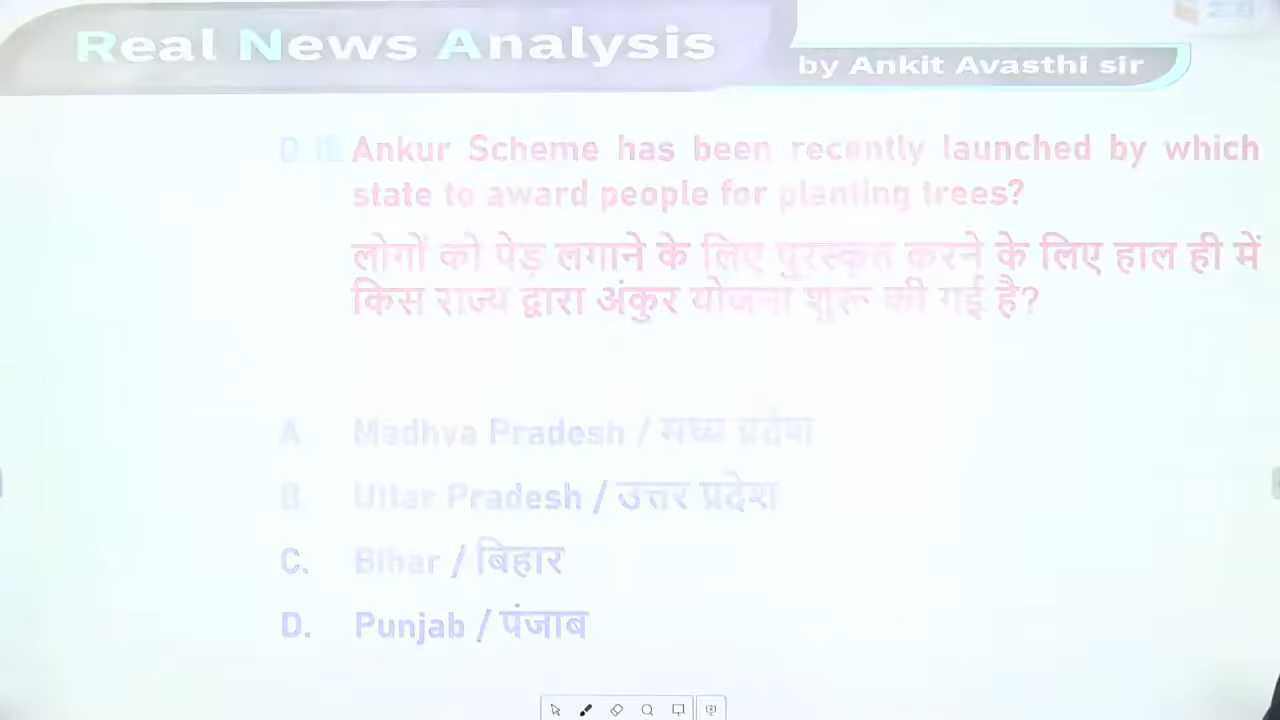 Real News Analysis
by Ankit Avasthi sir
2.0
Ankur Scheme has been recently launched by which
state to award people for planting trees?
लोगों को पेड़ लगाने के लिए पुरस्कृत करने के लिए हाल ही में
किस राज्य द्वारा अंकुर योजना शुरू की गई है?
A. Madhya Pradesh / मध्य प्रदेश
B. Uttar Pradesh / उत्तर प्रदेश
C. Bihar / बिहार
D. Punjab / पंजाब